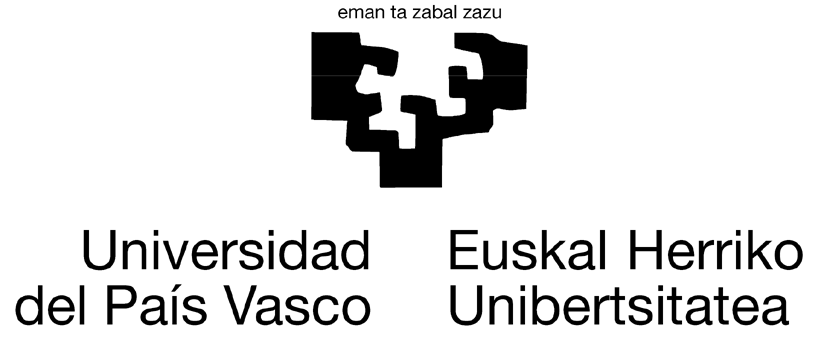 eman ta zabal zazu
Universidad
del País Vasco
Euskal Herriko
Unibertsitatea